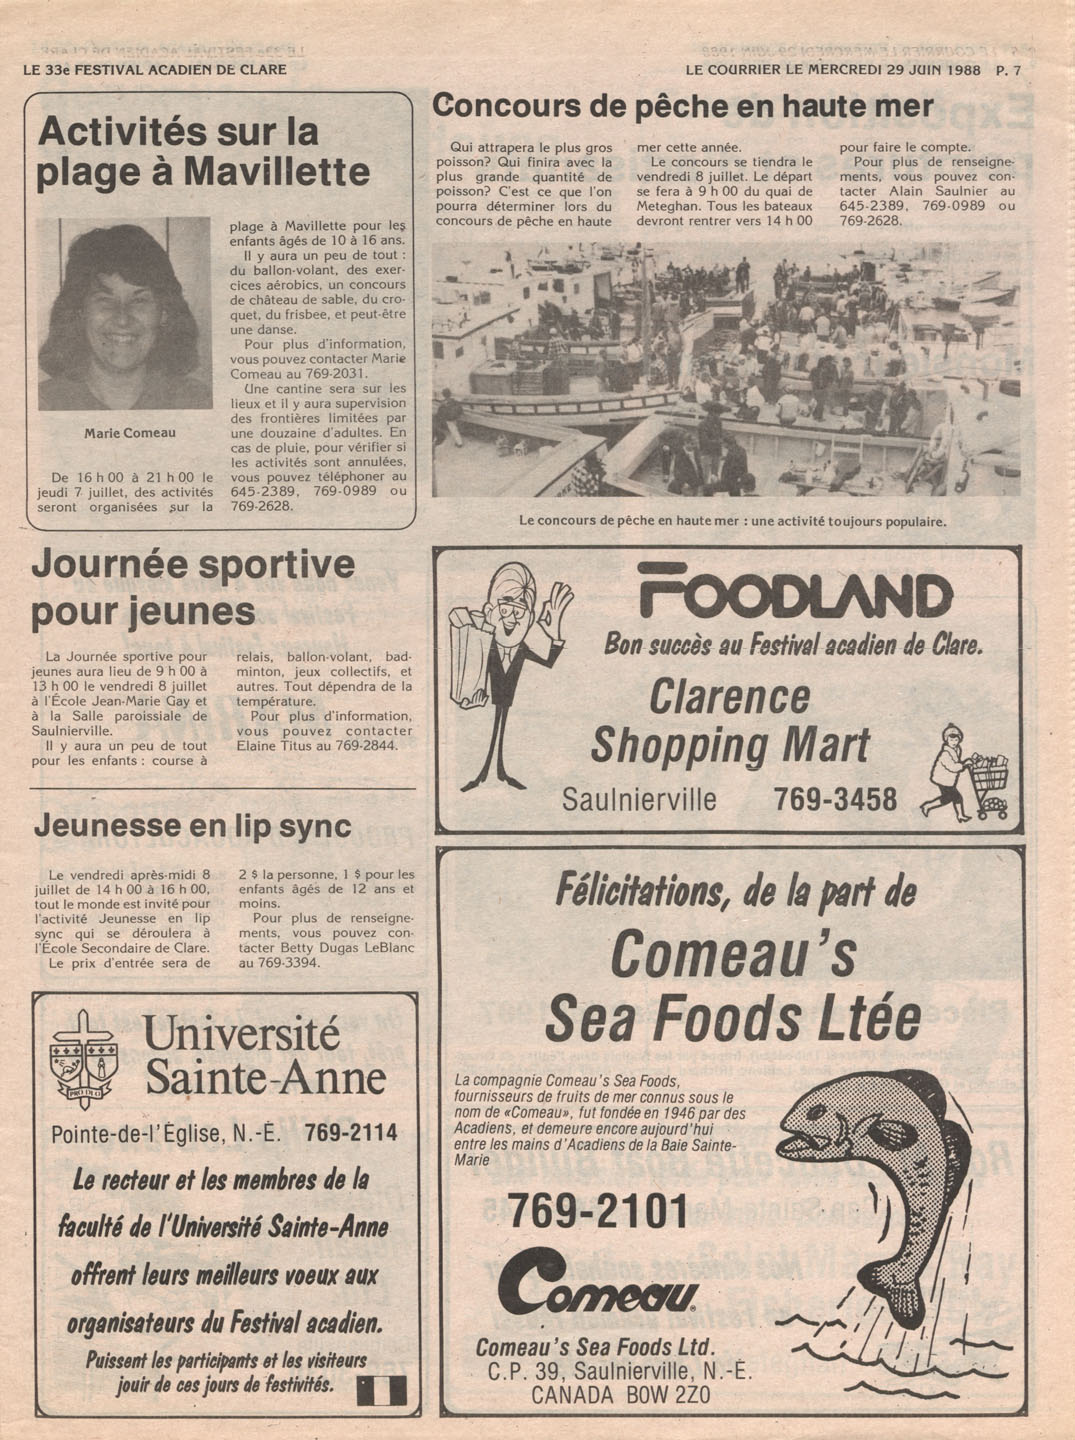 LE 33e FESTIVAL ACADIEN DE CLARE
LE COURRIER LE MERCREDI 29 JUIN 1988 P. 7
Activités sur la
plage à Mavillette
Marie Comeau
De 16 h 00 à 21 h 00 le
jeudi 7 juillet, des activités
seront organisées sur la
plage à Mavillette pour les
enfants âgés de 10 à 16 ans.
Il y aura un peu de tout :
du ballon-volant, des exer-
cices aérobics, un concours
de château de sable, du cro-
quet, du frisbee, et peut-être
une danse.
Pour plus d'information,
vous pouvez contacter Marie
Comeau au 769-2031.
Une cantine sera sur les
lieux et il y aura supervision
des frontières limitées par
une douzaine d'adultes. En
cas de pluie, pour vérifier si
les activités sont annulées,
vous pouvez téléphoner au
645-2389, 769-0989 ou
769-2628.
Concours de pêche en haute mer
Qui attrapera le plus gros
poisson? Qui finira avec la
plus grande quantité de
poisson? C'est ce que l'on
pourra déterminer lors du
concours de pêche en haute
mer cette année.
Le concours se tiendra le
vendredi 8 juillet. Le départ
se fera à 9 h 00 du quai de
Meteghan. Tous les bateaux
devront rentrer vers 14 h 00
pour faire le compte.
Pour plus de renseigne-
ments, vous pouvez con-
tacter Alain Saulnier au
645-2389, 769-0989 ou
769-2628.
Le concours de pêche en haute mer : une activité toujours populaire.
Journée sportive
pour jeunes
La Journée sportive pour
jeunes aura lieu de 9 h 00 à
13 h 00 le vendredi 8 juillet
à l'École Jean-Marie Gay et
à la Salle paroissiale de
Saulnierville.
Il y aura un peu de tout
pour les enfants : course à
relais, ballon-volant, bad-
minton, jeux collectifs, et
autres. Tout dépendra de la
température.
Pour plus d'information,
vous pouvez contacter
Elaine Titus au 769-2844.
Jeunesse en lip sync
Le vendredi après-midi 8
juillet de 14 h 00 à 16 h 00,
tout le monde est invité pour
l'activité Jeunesse en lip
sync qui se déroulera à
l'École Secondaire de Clare.
Le prix d'entrée sera de
2 $ la personne, 1 $ pour les
enfants âgés de 12 ans et
moins.
Pour plus de renseigne-
ments, vous pouvez con-
tacter Betty Dugas LeBlanc
au 769-3394.
FOODLAND
Bon succès au Festival acadien de Clare.
Clarence
Shopping Mart
Saulnierville 769-3458
Université
Sainte-Anne
PRO DEO
Pointe-de-l'Église, N.-É. 769-2114
Le recteur et les membres de la
faculté de l'Université Sainte-Anne
offrent leurs meilleurs voeux aux
organisateurs du Festival acadien.
Puissent les participants et les visiteurs
jouir de ces jours de festivités.
Félicitations, de la part de
Comeau's
Sea Foods Ltée
La compagnie Comeau's Sea Foods,
fournisseurs de fruits de mer connus sous le
nom de «Comeau», fut fondée en 1946 par des
Acadiens, et demeure encore aujourd'hui
entre les mains d'Acadiens de la Baie Sainte-
Marie
769-2101
Comeau®
Comeau's Sea Foods Ltd.
C.P. 39, Saulnierville, N.-É.
CANADA BOW 2Z0